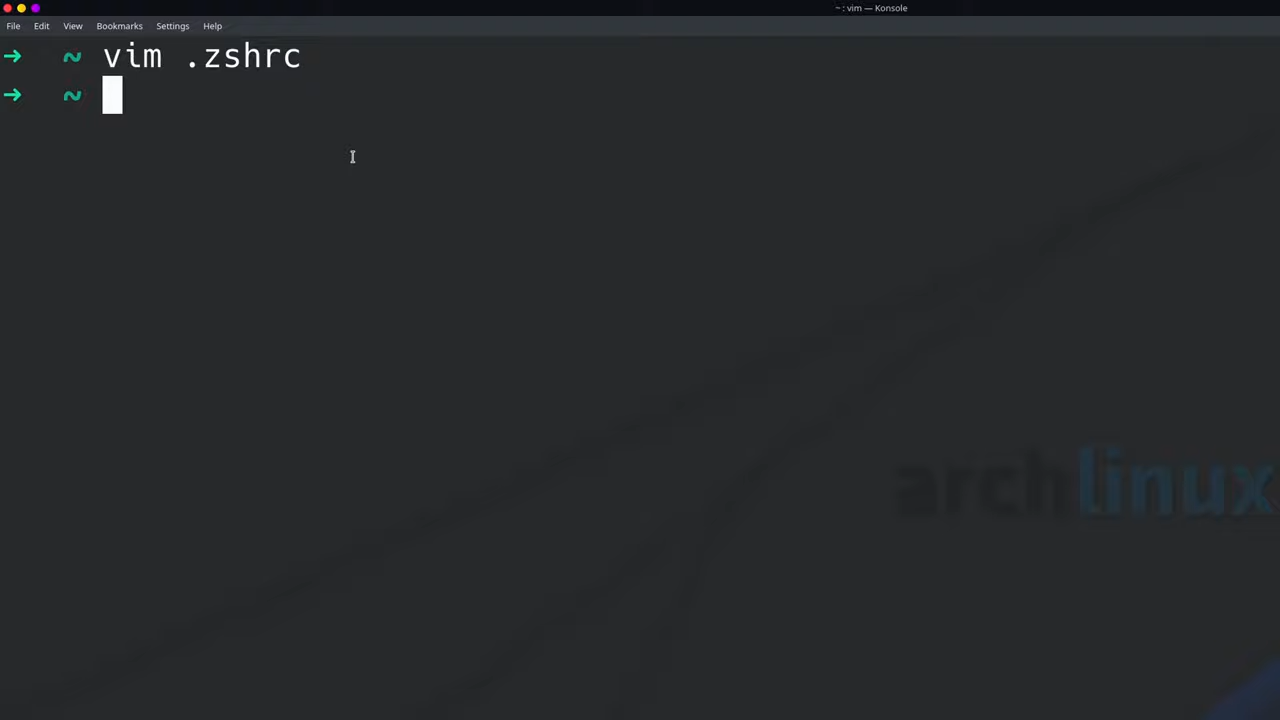 ~ : vim — Konsole
File Edit View Bookmarks Settings Help
→ ~ vim .zshrc
→ ~
archlinux